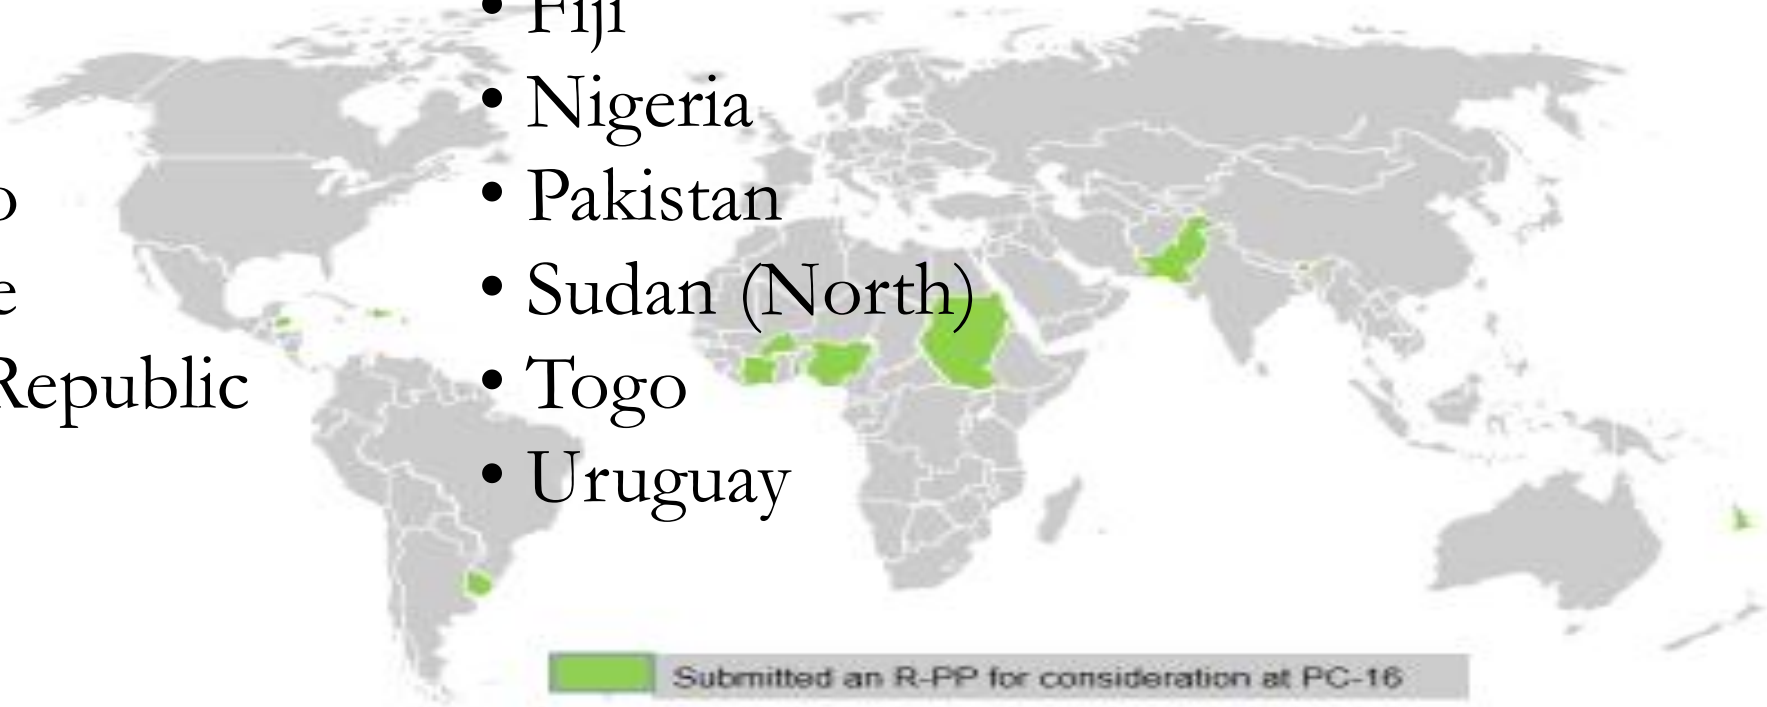 • Fiji
• Nigeria
o
• Pakistan
e
• Sudan (North)
Republic
• Togo
• Uruguay
Submitted an R-PP for consideration at PC-16